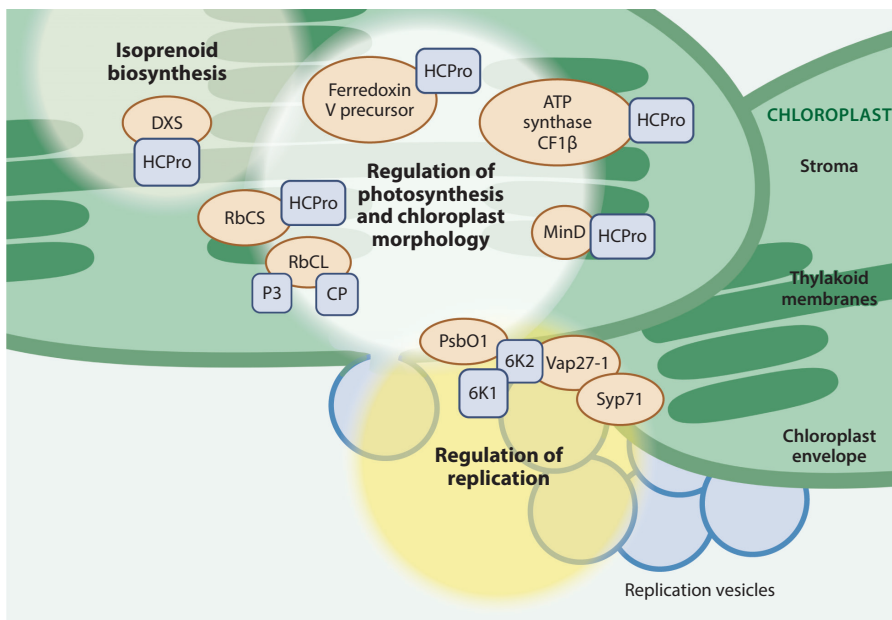 Isoprenoid
biosynthesis
DXS
HCPro
Ferredoxin
V precursor
HCPro
ATP
synthase
CF1β
HCPro
CHLOROPLAST
Stroma
Regulation of
photosynthesis
and chloroplast
morphology
RbCS
HCPro
RbCL
P3
CP
MinD
HCPro
Thylakoid
membranes
PsbO1
6K2
Vap27-1
6K1
Syp71
Chloroplast
envelope
Regulation of
replication
Replication vesicles